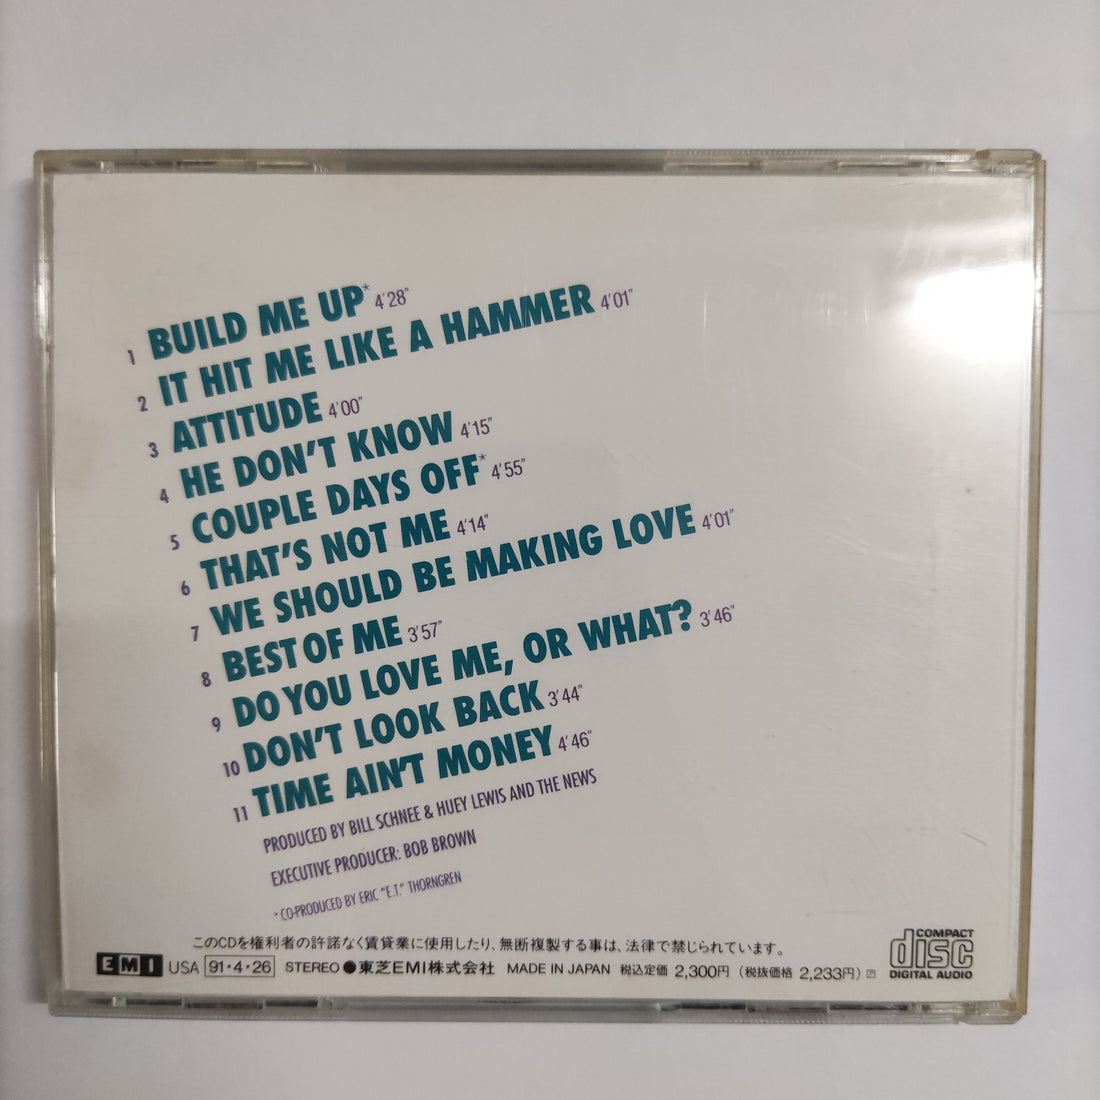 1 BUILD ME UP* 4'28"
2 IT HIT ME LIKE A HAMMER 4'01"
3 ATTITUDE 4'00"
4 HE DON'T KNOW 4'15"
5 COUPLE DAYS OFF* 4'55"
6 THAT'S NOT ME 4'14"
7 WE SHOULD BE MAKING LOVE 4'01"
8 BEST OF ME 3'57"
9 DO YOU LOVE ME, OR WHAT? 3'46"
10 DON'T LOOK BACK 3'44"
11 TIME AIN'T MONEY 4'46"
PRODUCED BY BILL SCHNEE & HUEY LEWIS AND THE NEWS
EXECUTIVE PRODUCER: BOB BROWN
* CO-PRODUCED BY ERIC "E.T." THORNGREN
このCDを権利者の許諾なく賃貸業に使用したり、無断複製する事は、法律で禁じられています。
EMI USA 91・4・26 STEREO ●東芝EMI株式会社 MADE IN JAPAN 税込定価 2,300円 (税抜価格 2,233円) Ⓟ
COMPACT
disc
DIGITAL AUDIO